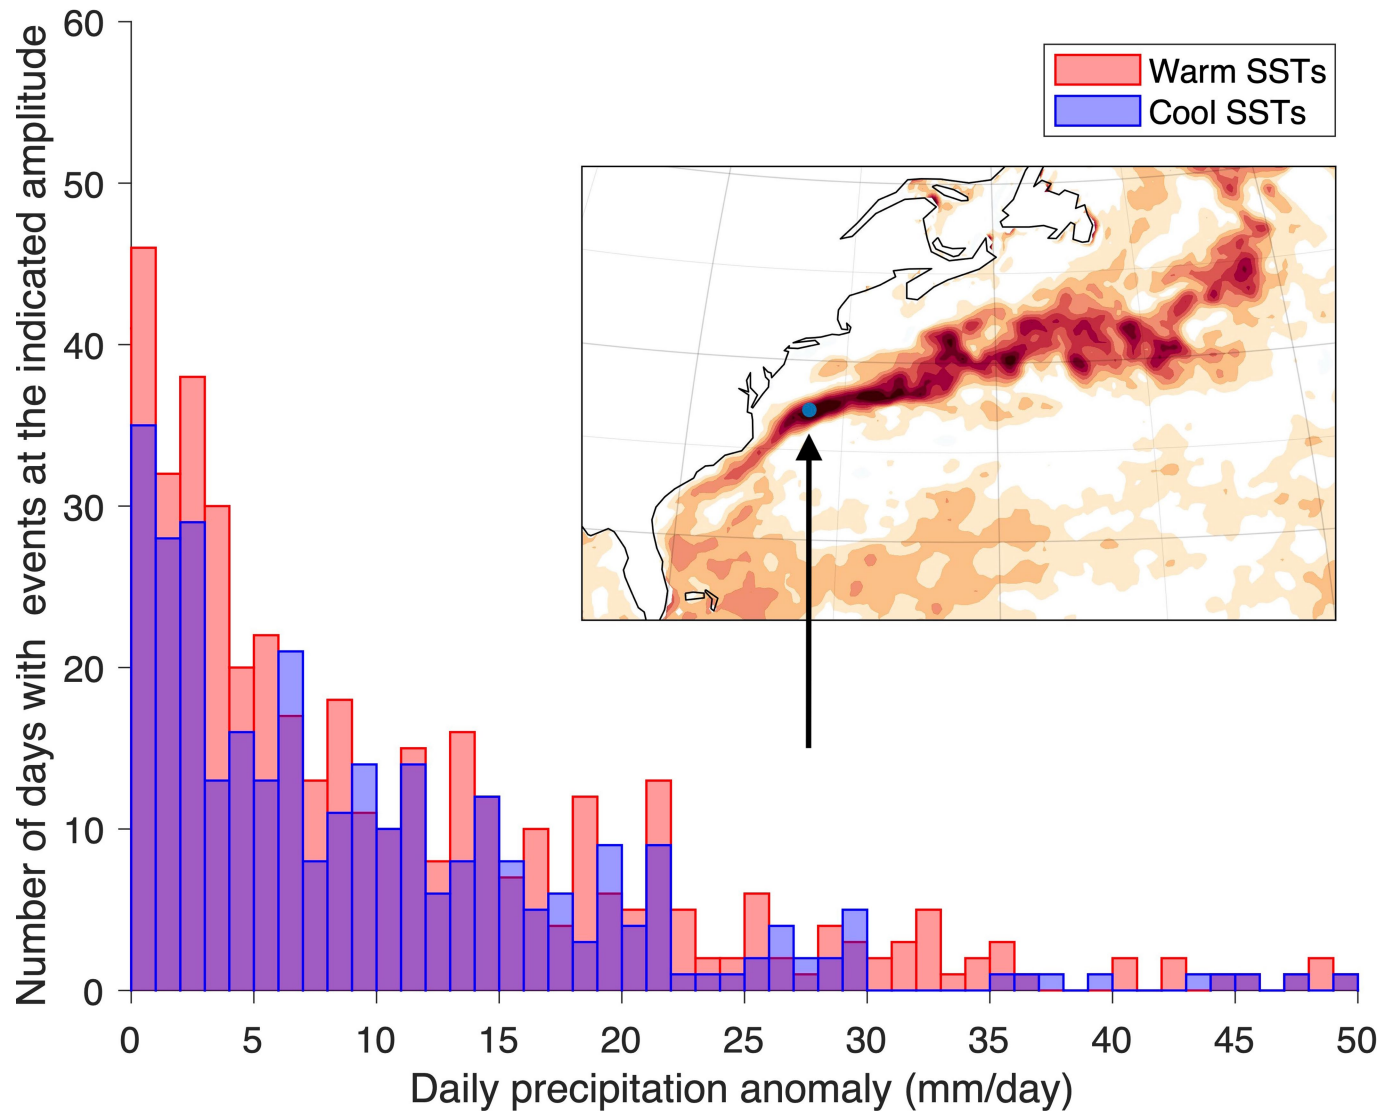 Number of days with  events at the indicated amplitude
60
50
40
30
20
10
0
Warm SSTs
Cool SSTs
0 5 10 15 20 25 30 35 40 45 50
Daily precipitation anomaly (mm/day)